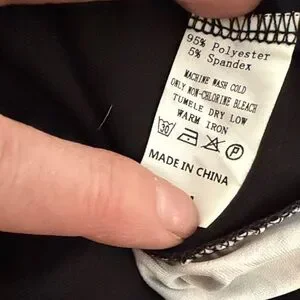 95% Polyester
5% Spandex
MACHINE WASH COLD
ONLY NON-CHLORINE BLEACH
TUMELE DRY LOW
WARM IRON
30 P
MADE IN CHINA